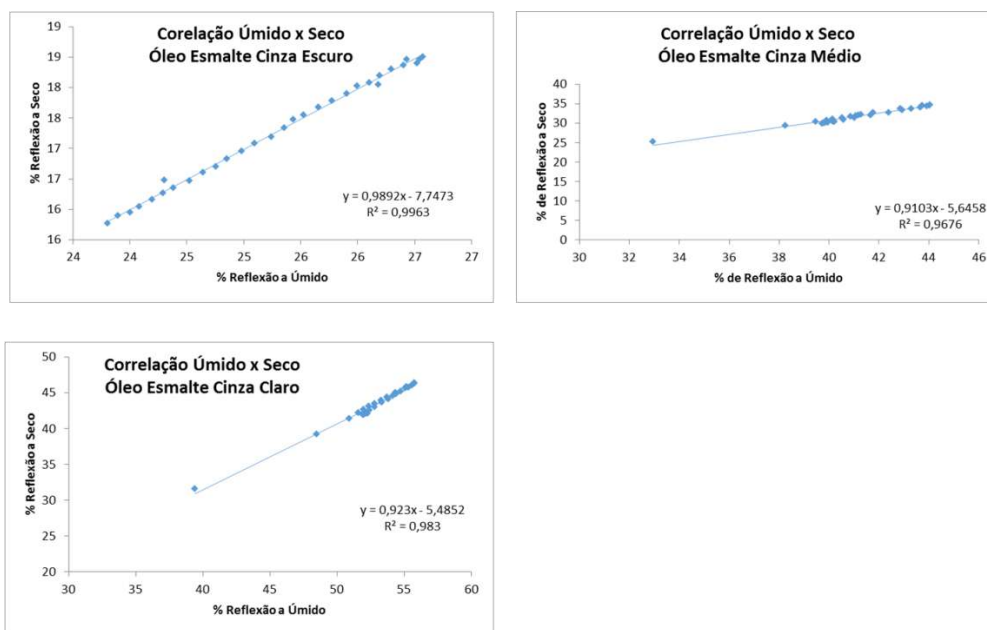 Corelação Úmido x Seco
Óleo Esmalte Cinza Escuro
% Reflexão a Seco
19
19
18
18
17
17
16
16
y = 0,9892x - 7,7473
R² = 0,9963
24 24 25 25 26 26 27 27
% Reflexão a Úmido
Correlação Úmido x Seco
Óleo Esmalte Cinza Médio
% de Reflexão a Seco
40
35
30
25
20
15
10
5
0
y = 0,9103x - 5,6458
R² = 0,9676
30 32 34 36 38 40 42 44 46
% de Reflexão a Úmido
Correlação Úmido x Seco
Óleo Esmalte Cinza Claro
% Reflexão a Seco
50
45
40
35
30
25
20
y = 0,923x - 5,4852
R² = 0,983
30 35 40 45 50 55 60
% Reflexão a Úmido